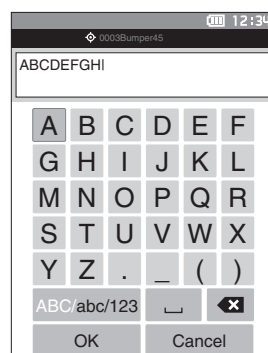 12:34
0003Bumper45
ABCDEFGHI
A B C D E F
G H I J K L
M N O P Q R
S T U V W X
Y Z . _ ( )
ABC/abc/123
OK Cancel